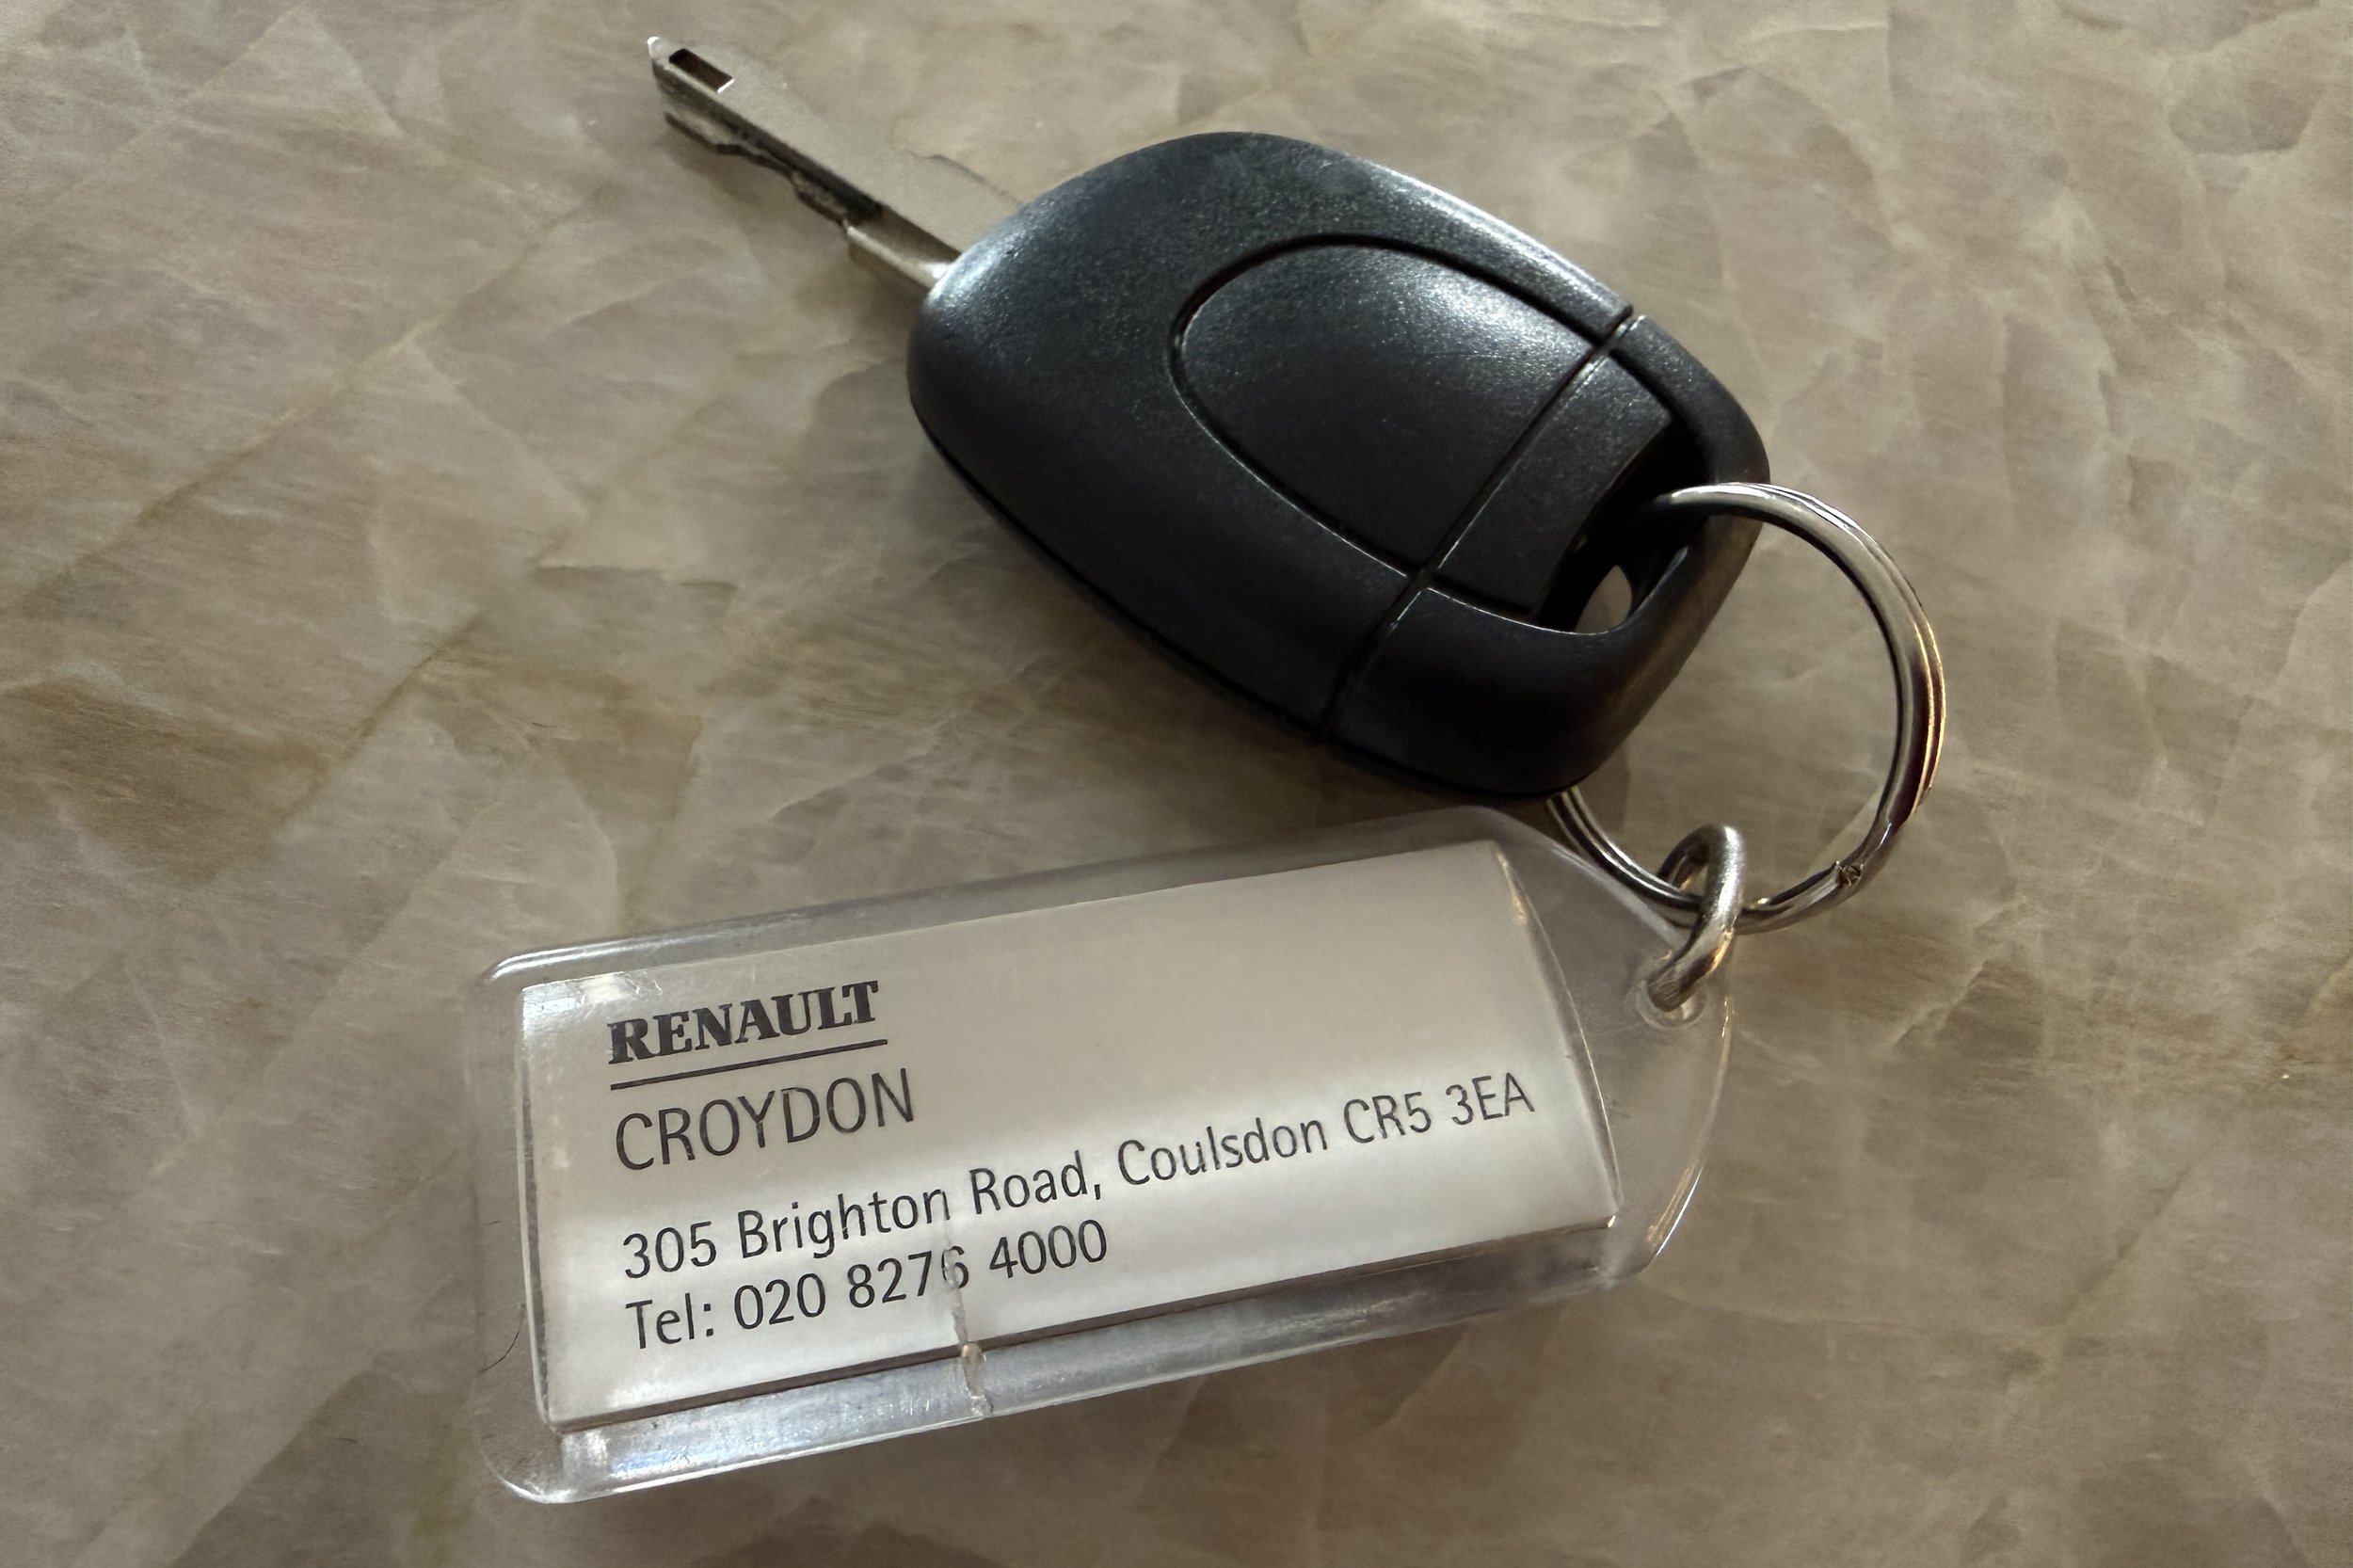 RENAULT
CROYDON
305 Brighton Road, Coulsdon CR5 3EA
Tel: 020 8276 4000